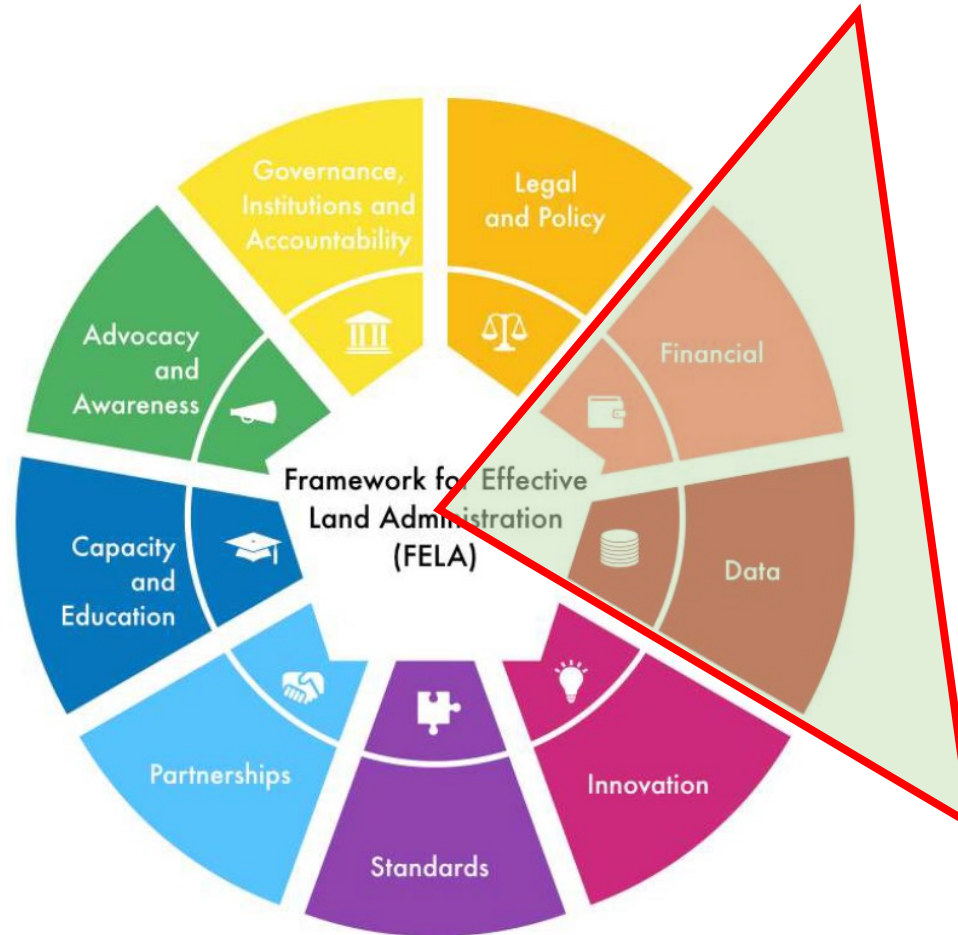 Governance,
Institutions and
Accountability
Legal
and Policy
Financial
Data
Innovation
Standards
Partnerships
Capacity
and
Education
Advocacy
and
Awareness
Framework for Effective
Land Administration
(FELA)